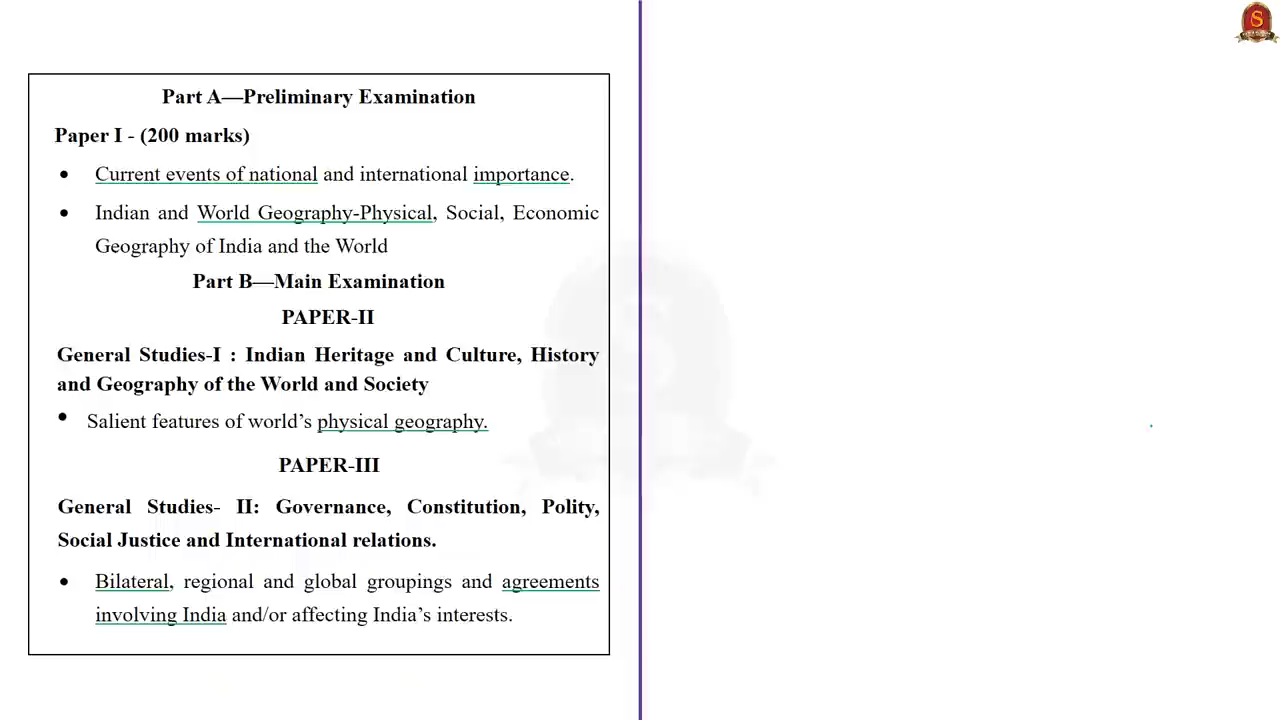 Part A—Preliminary Examination
Paper I - (200 marks)
• Current events of national and international importance.
• Indian and World Geography-Physical, Social, Economic
Geography of India and the World
Part B—Main Examination
PAPER-II
General Studies-I : Indian Heritage and Culture, History
and Geography of the World and Society
• Salient features of world’s physical geography.
PAPER-III
General Studies- II: Governance, Constitution, Polity,
Social Justice and International relations.
• Bilateral, regional and global groupings and agreements
involving India and/or affecting India’s interests.
S